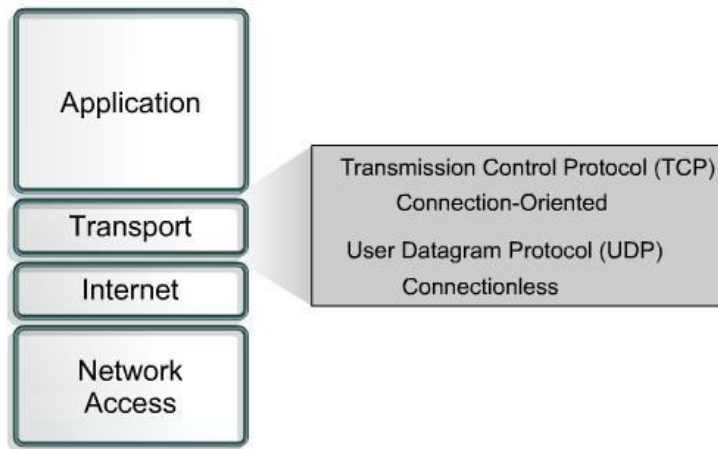 Application
Transport
Internet
Network
Access
Transmission Control Protocol (TCP)
Connection-Oriented
User Datagram Protocol (UDP)
Connectionless